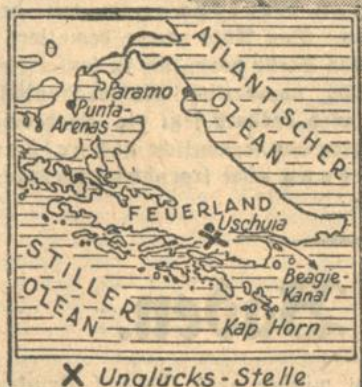 ATLANTISCHER
OZEAN
Paramo
Punta-
Arenas
FEUERLAND
Uschuia
STILLER
OZEAN
Beagle-
Kanal
Kap Horn
X Unglücks-Stelle